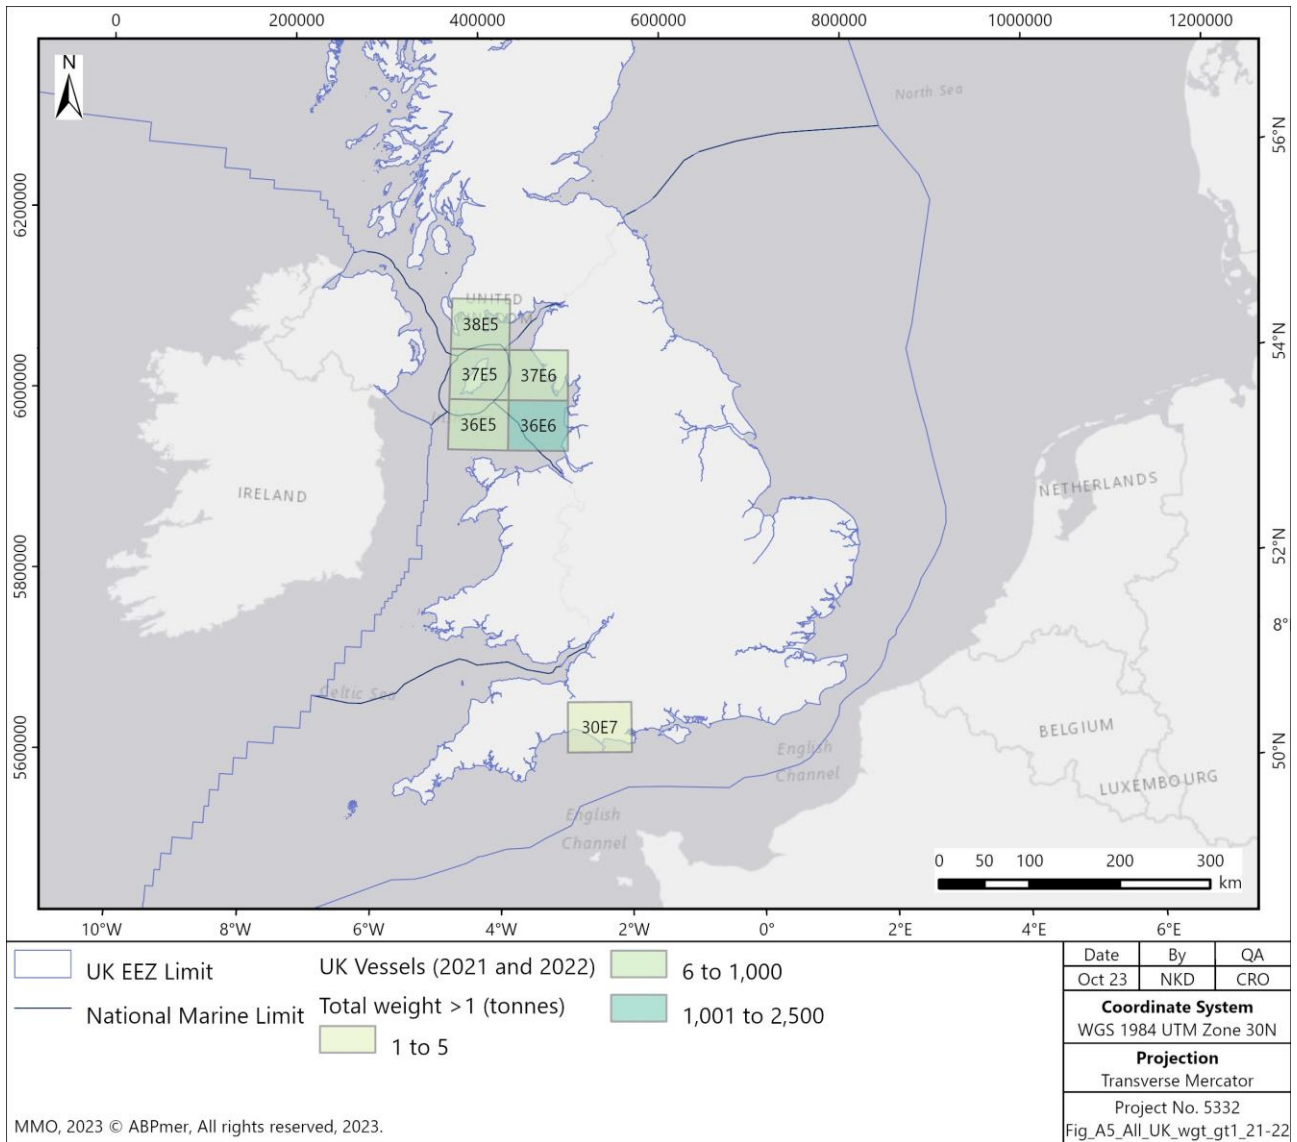 0 200000 400000 600000 800000 1000000 1200000
N
North Sea
56°N
6200000
UNITED
KINGDOM
38E5
54°N
37E5 37E6
6000000
36E5 36E6
IRELAND
NETHERLANDS
52°N
5800000
8°
Celtic Sea
30E7
BELGIUM
English
Channel
5600000
50°N
LUXEMBOURG
English
Channel
0 50 100 200 300
km
10°W 8°W 6°W 4°W 2°W 0° 2°E 4°E 6°E
UK EEZ Limit
National Marine Limit
UK Vessels (2021 and 2022)
Total weight >1 (tonnes)
1 to 5
6 to 1,000
1,001 to 2,500
Date By QA
Oct 23 NKD CRO
Coordinate System
WGS 1984 UTM Zone 30N
Projection
Transverse Mercator
Project No. 5332
Fig_A5_All_UK_wgt_gt1_21-22
MMO, 2023 © ABPmer, All rights reserved, 2023.